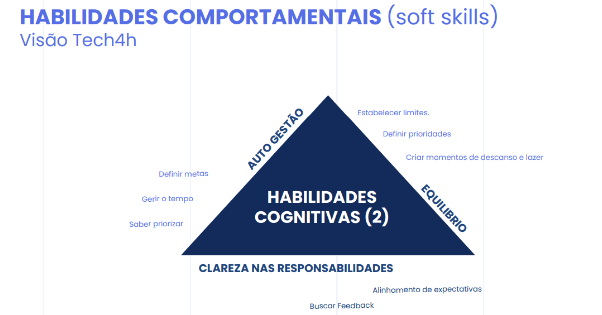 HABILIDADES COMPORTAMENTAIS (soft skills)
Visão Tech4h
AUTO GESTÃO
Definir metas
Gerir o tempo
Saber priorizar
Estabelecer limites.
Definir prioridades
Criar momentos de descanso e lazer
EQUILIBRIO
HABILIDADES
COGNITIVAS (2)
CLAREZA NAS RESPONSABILIDADES
Alinhamento de expectativas
Buscar Feedback